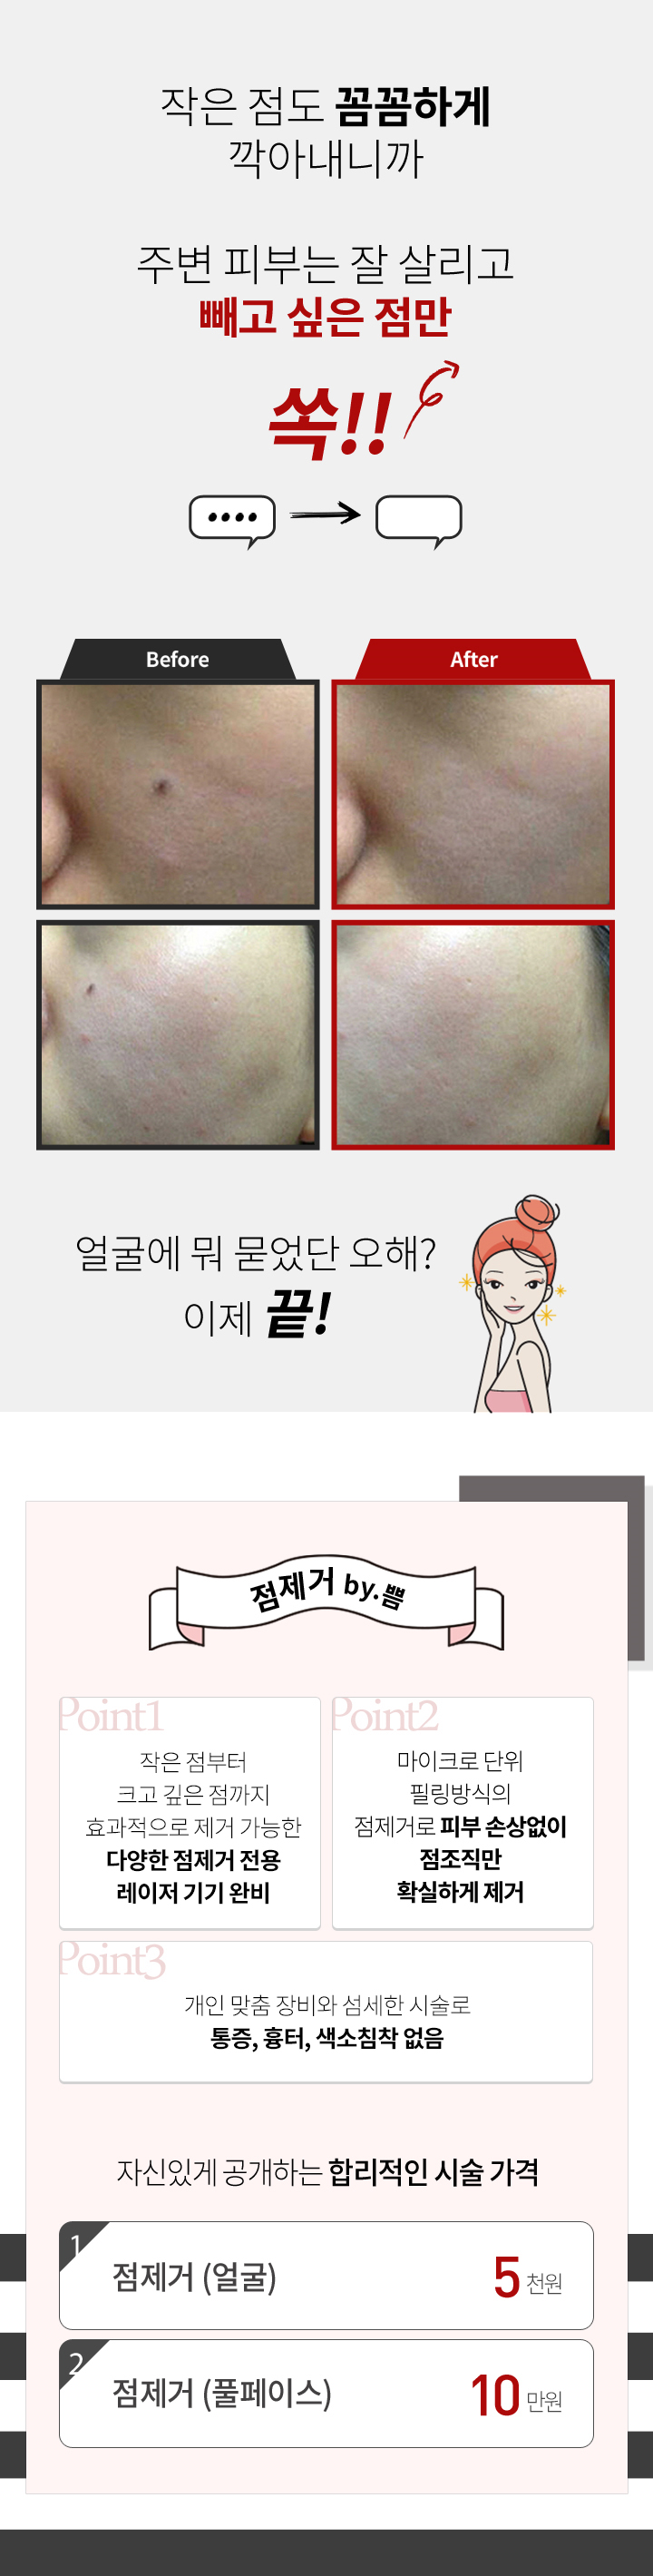 작은 점도 꼼꼼하게
깍아내니까
주변 피부는 잘 살리고
빼고 싶은 점만
쏙!!
Before
After
얼굴에 뭐 묻었단 오해?
이제 끝!
점제거 by.쁨
Point1
작은 점부터
크고 깊은 점까지
효과적으로 제거 가능한
다양한 점제거 전용
레이저 기기 완비
Point2
마이크로 단위
필링방식의
점제거로 피부 손상없이
점조직만
확실하게 제거
Point3
개인 맞춤 장비와 섬세한 시술로
통증, 흉터, 색소침착 없음
자신있게 공개하는 합리적인 시술 가격
1
점제거 (얼굴) 5 천원
2
점제거 (풀페이스) 10 만원